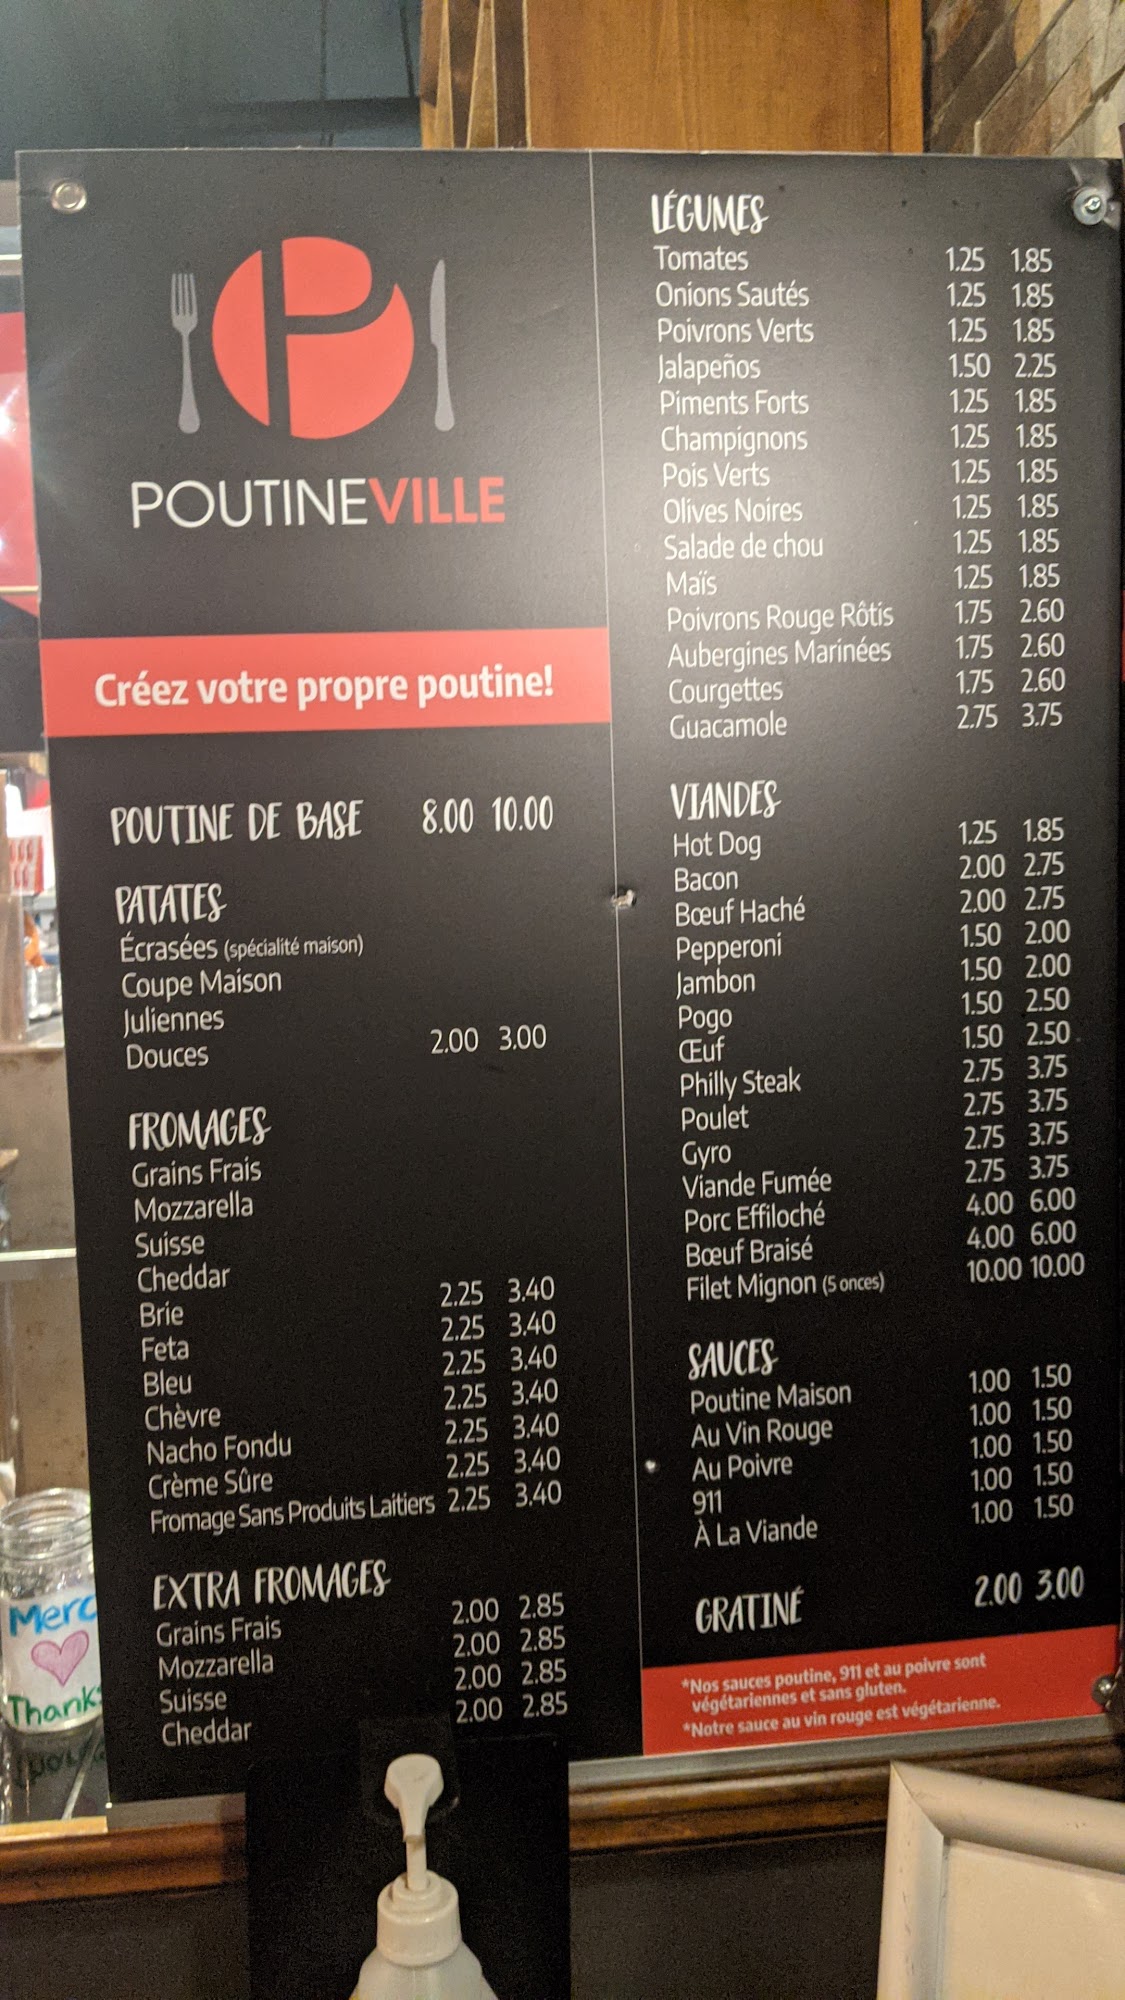 POUTINEVILLE
Créez votre propre poutine!
POUTINE DE BASE 8.00 10.00
PATATES
Écrasées (spécialité maison)
Coupe Maison
Juliennes
Douces 2.00 3.00
FROMAGES
Grains Frais
Mozzarella
Suisse
Cheddar
Brie 2.25 3.40
Feta 2.25 3.40
Bleu 2.25 3.40
Chèvre 2.25 3.40
Nacho Fondu 2.25 3.40
Crème Sûre 2.25 3.40
Fromage Sans Produits Laitiers 2.25 3.40
EXTRA FROMAGES
Grains Frais 2.00 2.85
Mozzarella 2.00 2.85
Suisse 2.00 2.85
Cheddar 2.00 2.85
LÉGUMES
Tomates 1.25 1.85
Onions Sautés 1.25 1.85
Poivrons Verts 1.25 1.85
Jalapeños 1.50 2.25
Piments Forts 1.25 1.85
Champignons 1.25 1.85
Pois Verts 1.25 1.85
Olives Noires 1.25 1.85
Salade de chou 1.25 1.85
Maïs 1.25 1.85
Poivrons Rouge Rôtis 1.75 2.60
Aubergines Marinées 1.75 2.60
Courgettes 1.75 2.60
Guacamole 2.75 3.75
VIANDES
Hot Dog 1.25 1.85
Bacon 2.00 2.75
Bœuf Haché 2.00 2.75
Pepperoni 1.50 2.00
Jambon 1.50 2.00
Pogo 1.50 2.50
Œuf 1.50 2.50
Philly Steak 2.75 3.75
Poulet 2.75 3.75
Gyro 2.75 3.75
Viande Fumée 2.75 3.75
Porc Effiloché 4.00 6.00
Bœuf Braisé 4.00 6.00
Filet Mignon (5 onces) 10.00 10.00
SAUCES
Poutine Maison 1.00 1.50
Au Vin Rouge 1.00 1.50
Au Poivre 1.00 1.50
911 1.00 1.50
À La Viande 1.00 1.50
GRATINÉ 2.00 3.00
*Nos sauces poutine, 911 et au poivre sont
végétariennes et sans gluten.
*Notre sauce au vin rouge est végétarienne.
Merc
Thanks